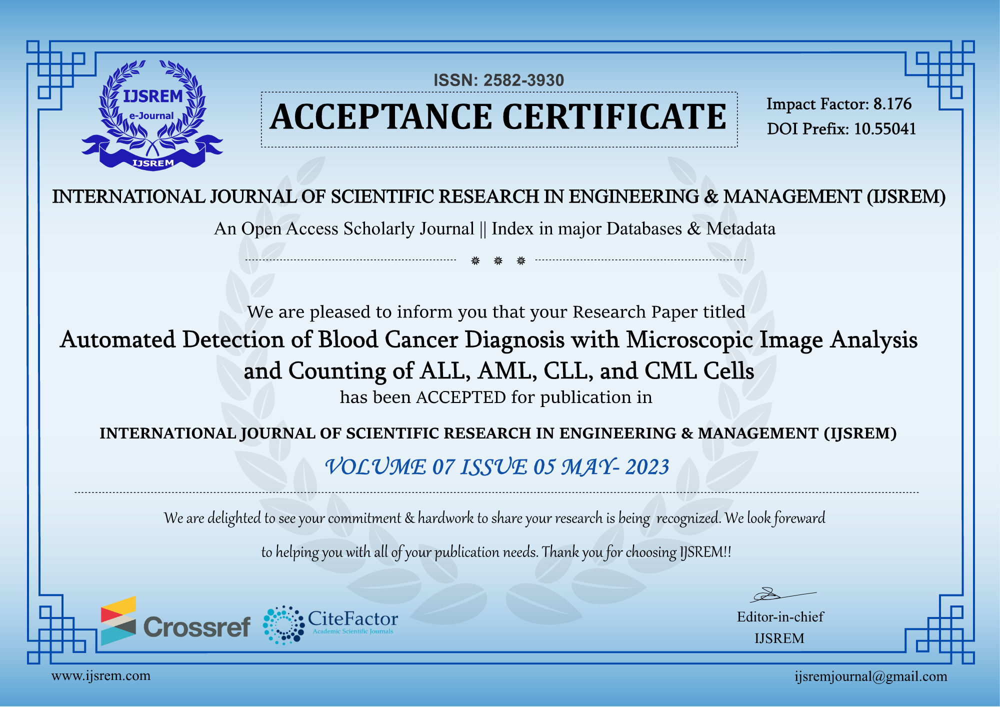 IJSREM
e-Journal
IJSREM
ISSN: 2582-3930
ACCEPTANCE CERTIFICATE
Impact Factor: 8.176
DOI Prefix: 10.55041
INTERNATIONAL JOURNAL OF SCIENTIFIC RESEARCH IN ENGINEERING & MANAGEMENT (IJSREM)
An Open Access Scholarly Journal || Index in major Databases & Metadata
We are pleased to inform you that your Research Paper titled
Automated Detection of Blood Cancer Diagnosis with Microscopic Image Analysis
and Counting of ALL, AML, CLL, and CML Cells
has been ACCEPTED for publication in
INTERNATIONAL JOURNAL OF SCIENTIFIC RESEARCH IN ENGINEERING & MANAGEMENT (IJSREM)
VOLUME 07 ISSUE 05 MAY- 2023
We are delighted to see your commitment & hardwork to share your research is being  recognized. We look foreward
to helping you with all of your publication needs. Thank you for choosing IJSREM!!
Crossref
CiteFactor
Academic Scientific Journals
Editor-in-chief
IJSREM
www.ijsrem.com
ijsremjournal@gmail.com